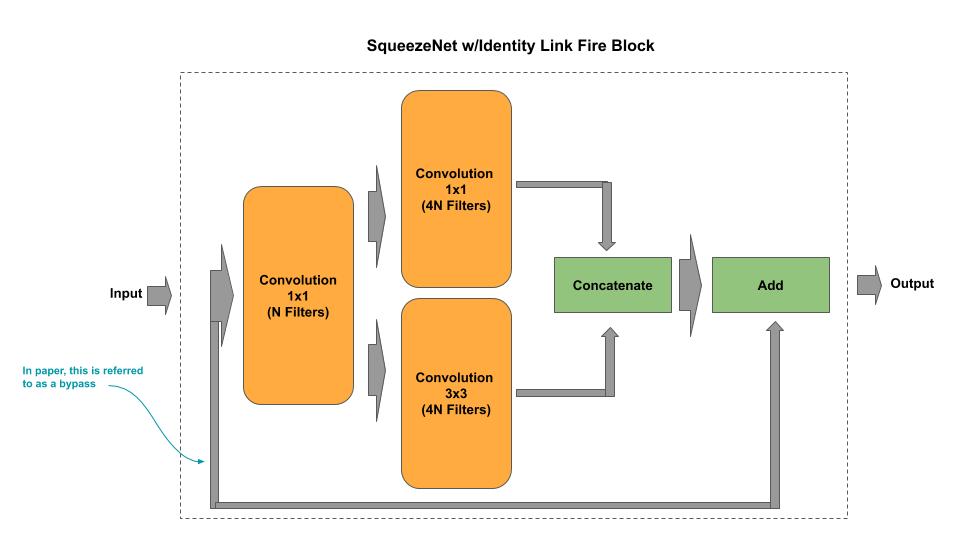 SqueezeNet w/Identity Link Fire Block
Input
Convolution
1x1
(N Filters)
Convolution
1x1
(4N Filters)
Convolution
3x3
(4N Filters)
Concatenate
Add
Output
In paper, this is referred
to as a bypass